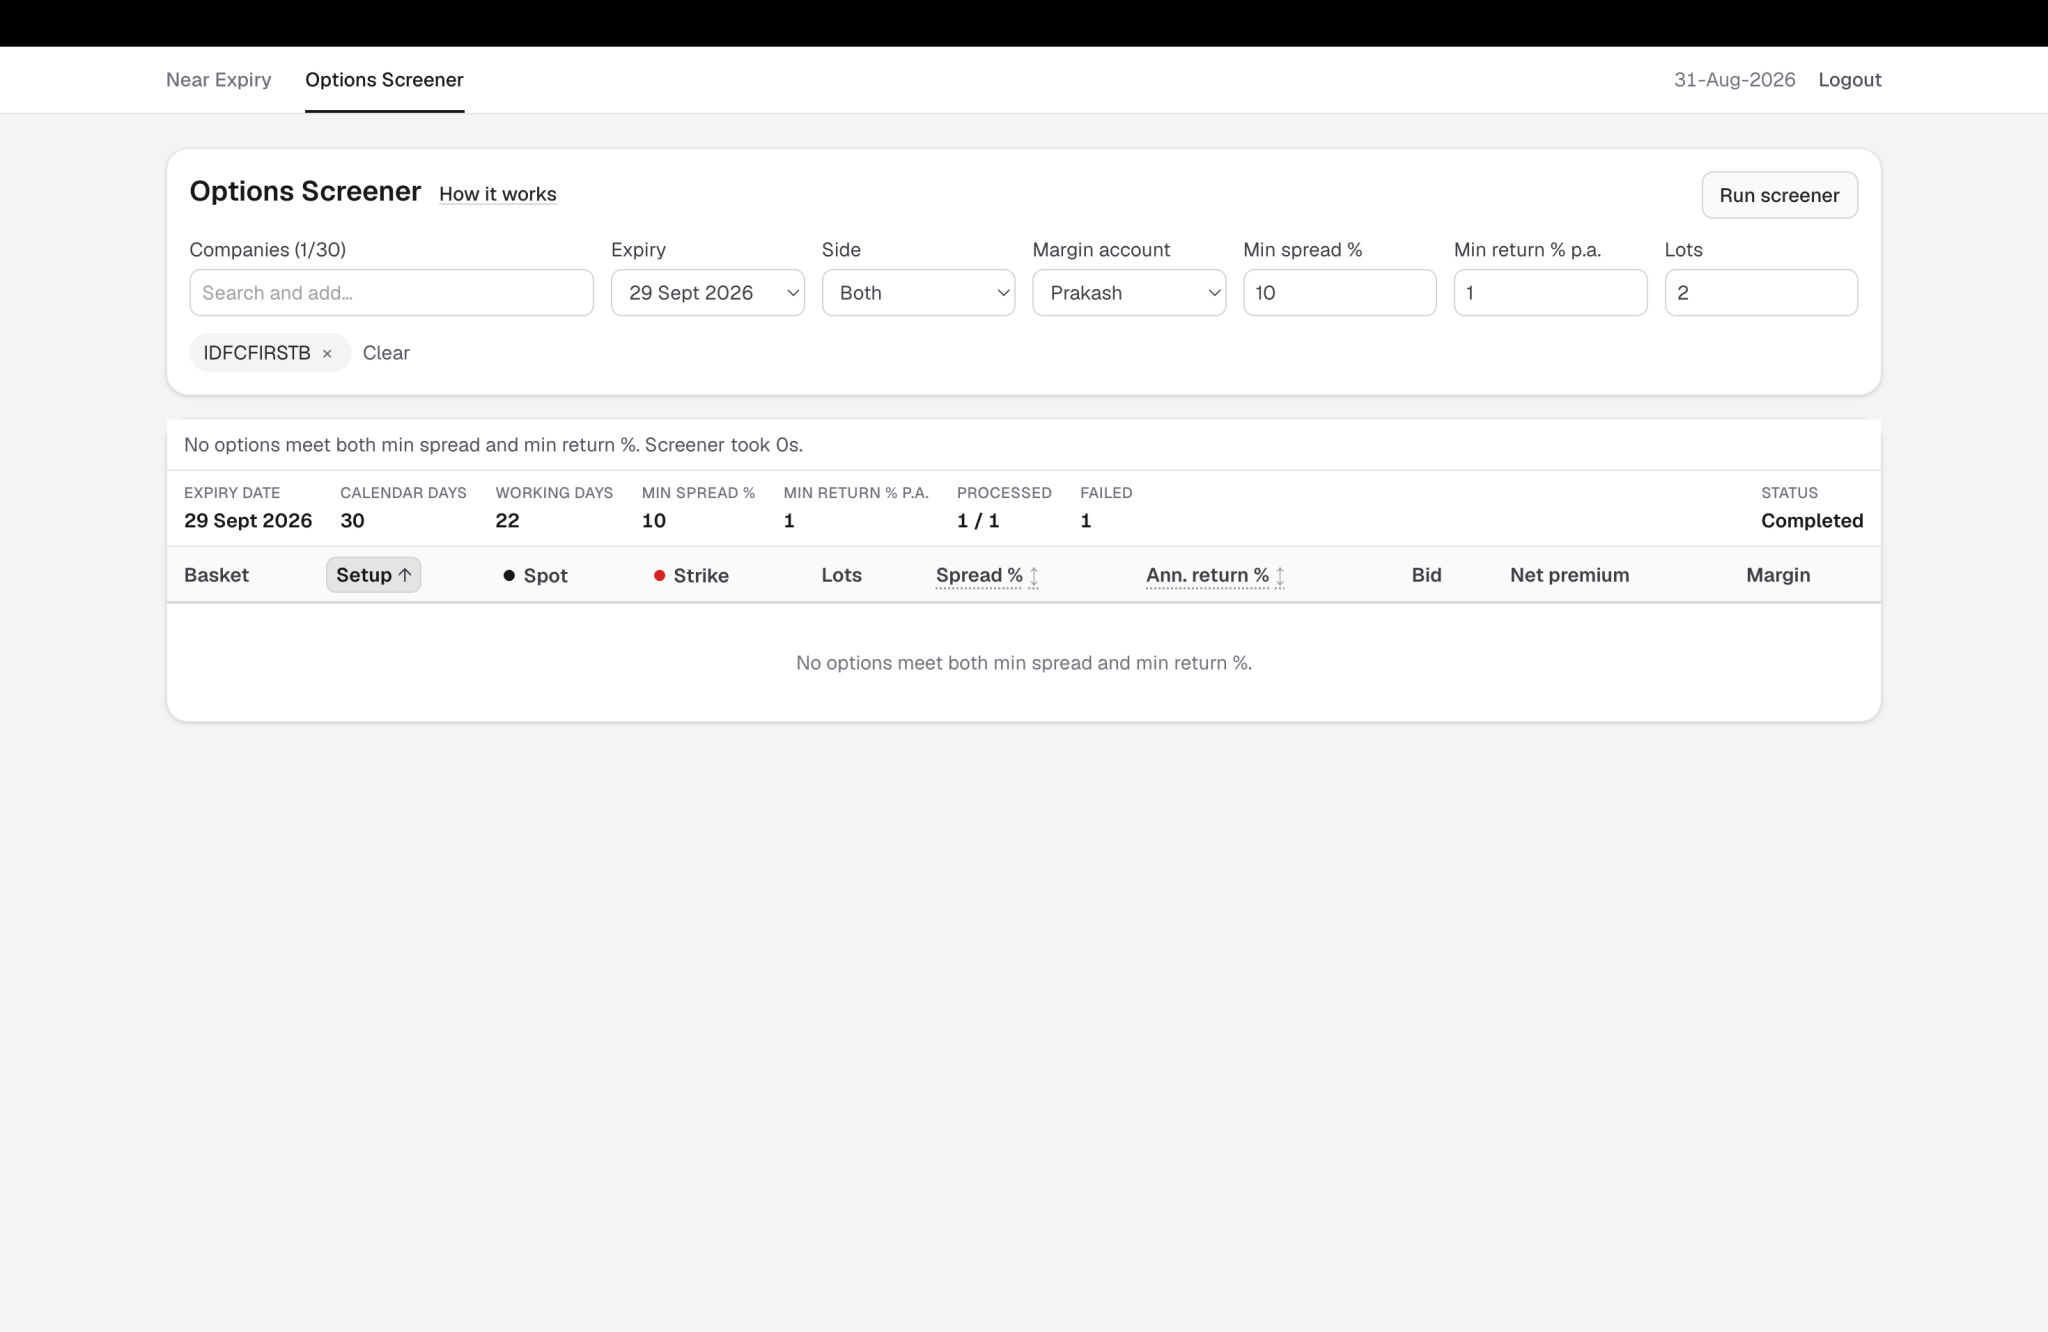 Near Expiry Options Screener 31-Aug-2026 Logout
Options Screener How it works Run screener
Companies (1/30) Expiry Side Margin account Min spread % Min return % p.a. Lots
Search and add... 29 Sept 2026 Both Prakash 10 1 2
IDFCFIRSTB × Clear
No options meet both min spread and min return %. Screener took 0s.
EXPIRY DATE CALENDAR DAYS WORKING DAYS MIN SPREAD % MIN RETURN % P.A. PROCESSED FAILED STATUS
29 Sept 2026 30 22 10 1 1 / 1 1 Completed
Basket Setup ↑ Spot Strike Lots Spread % ↕ Ann. return % ↕ Bid Net premium Margin
No options meet both min spread and min return %.